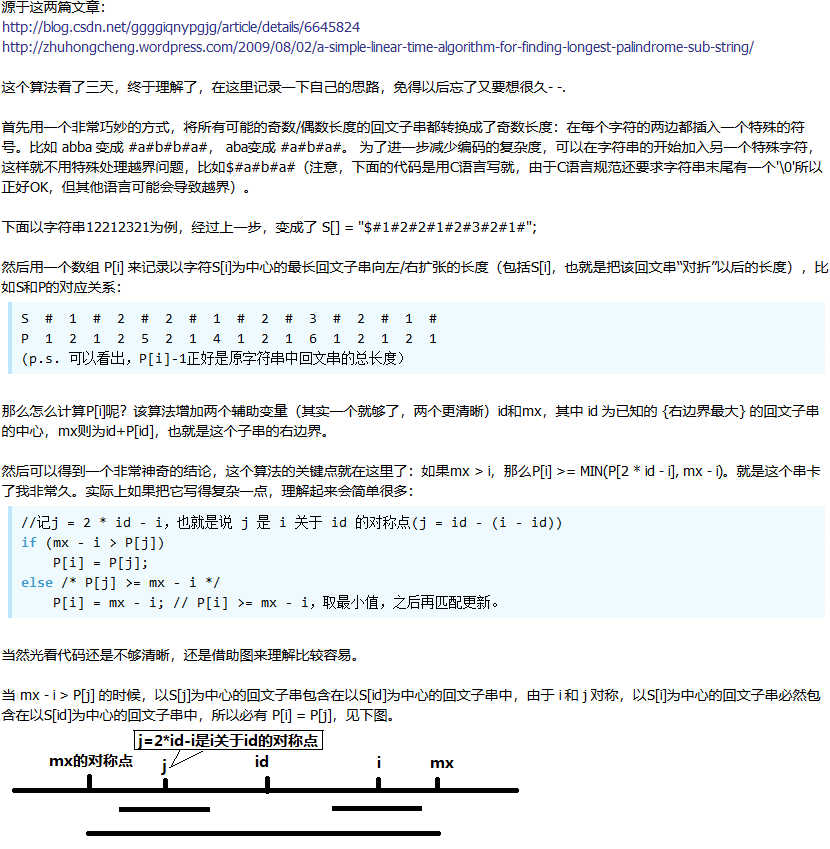 源于这两篇文章：
http://blog.csdn.net/ggggiqnypgjg/article/details/6645824
http://zhuhongcheng.wordpress.com/2009/08/02/a-simple-linear-time-algorithm-for-finding-longest-palindrome-sub-string/
这个算法看了三天，终于理解了，在这里记录一下自己的思路，免得以后忘了又要想很久- -.
首先用一个非常巧妙的方式，将所有可能的奇数/偶数长度的回文子串都转换成了奇数长度：在每个字符的两边都插入一个特殊的符
号。比如 abba 变成 #a#b#b#a#， aba变成 #a#b#a#。 为了进一步减少编码的复杂度，可以在字符串的开始加入另一个特殊字符，
这样就不用特殊处理越界问题，比如$#a#b#a#（注意，下面的代码是用C语言写就，由于C语言规范还要求字符串末尾有一个'\0'所以
正好OK，但其他语言可能会导致越界）。
下面以字符串12212321为例，经过上一步，变成了 S[] = "$#1#2#2#1#2#3#2#1#";
然后用一个数组 P[i] 来记录以字符S[i]为中心的最长回文子串向左/右扩张的长度（包括S[i]，也就是把该回文串“对折”以后的长度），比
如S和P的对应关系：
S # 1 # 2 # 2 # 1 # 2 # 3 # 2 # 1 #
P 1 2 1 2 5 2 1 4 1 2 1 6 1 2 1 2 1
(p.s. 可以看出，P[i]-1正好是原字符串中回文串的总长度）
那么怎么计算P[i]呢？该算法增加两个辅助变量（其实一个就够了，两个更清晰）id和mx，其中 id 为已知的 {右边界最大} 的回文子串
的中心，mx则为id+P[id]，也就是这个子串的右边界。
然后可以得到一个非常神奇的结论，这个算法的关键点就在这里了：如果mx > i，那么P[i] >= MIN(P[2 * id - i], mx - i)。就是这个串卡
了我非常久。实际上如果把它写得复杂一点，理解起来会简单很多：
//记j = 2 * id - i，也就是说 j 是 i 关于 id 的对称点(j = id - (i - id))
if (mx - i > P[j])
P[i] = P[j];
else /* P[j] >= mx - i */
P[i] = mx - i; // P[i] >= mx - i，取最小值，之后再匹配更新。
当然光看代码还是不够清晰，还是借助图来理解比较容易。
当 mx - i > P[j] 的时候，以S[j]为中心的回文子串包含在以S[id]为中心的回文子串中，由于 i 和 j 对称，以S[i]为中心的回文子串必然包
含在以S[id]为中心的回文子串中，所以必有 P[i] = P[j]，见下图。
j=2*id-i是i关于id的对称点
mx的对称点 j id i mx